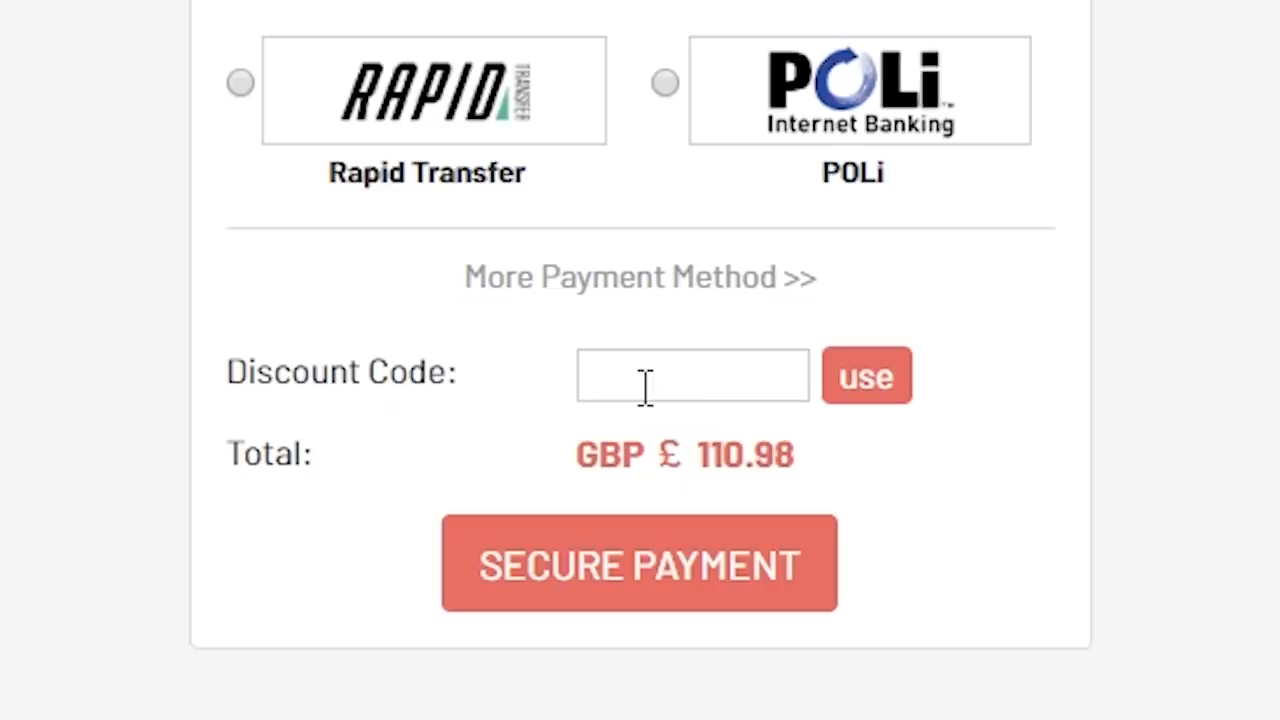 RAPID TRANSFER
POLi™
Internet Banking
Rapid Transfer
POLi
More Payment Method >>
Discount Code:
use
Total:
GBP £ 110.98
SECURE PAYMENT